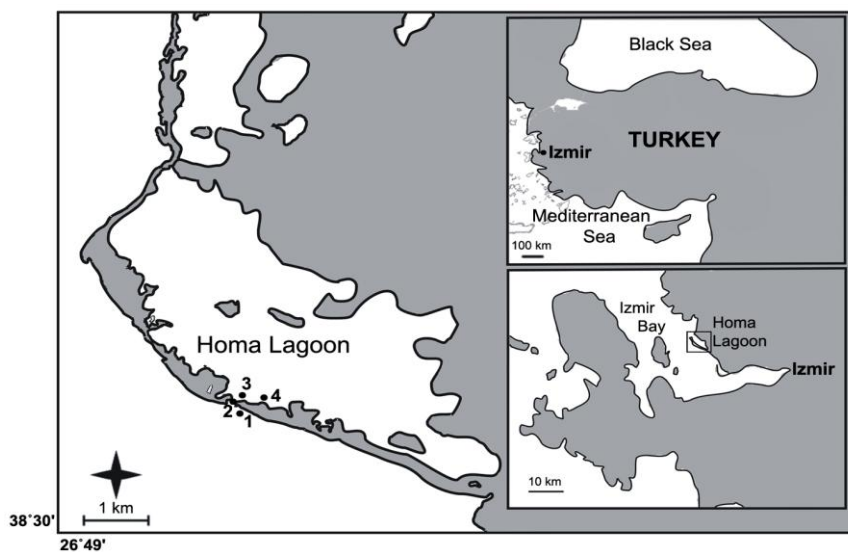 Homa Lagoon
3
4
2
1
1 km
38°30'
26°49'
Black Sea
TURKEY
Izmir
Mediterranean
Sea
100 km
Izmir
Bay
Homa
Lagoon
Izmir
10 km